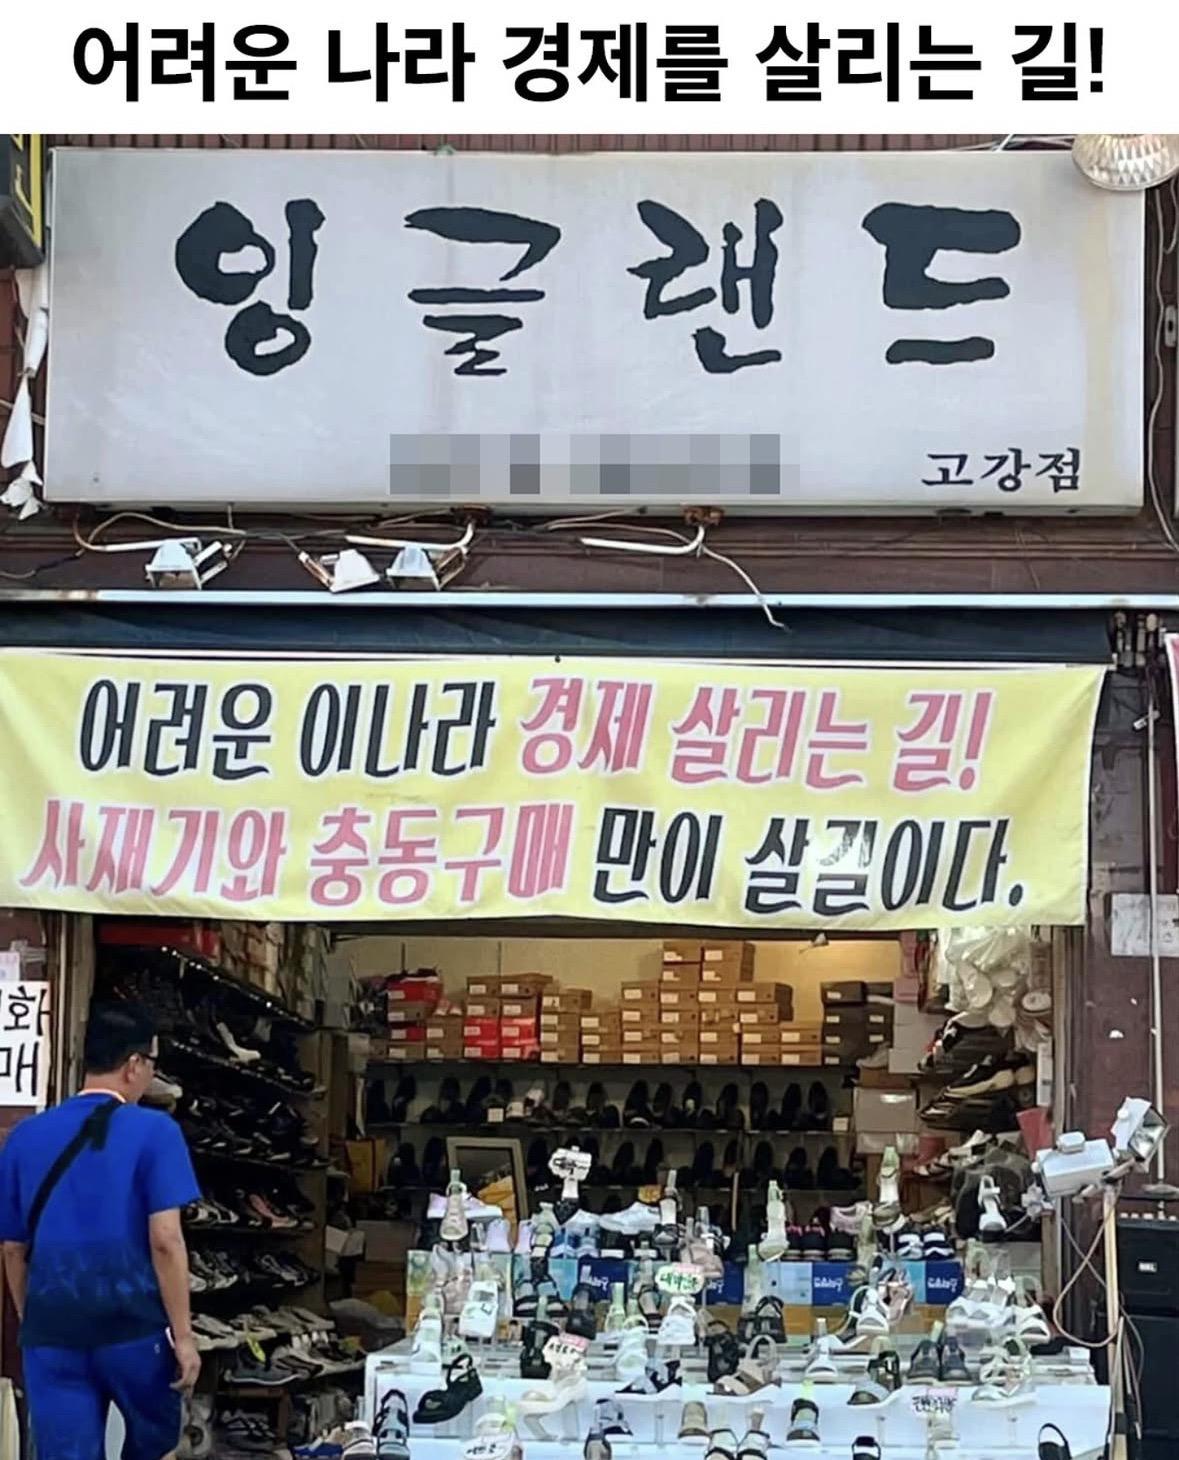 어려운 나라 경제를 살리는 길!
잉글랜드
고강점
어려운 이나라 경제 살리는 길!
사재기와 충동구매 만이 살길이다.
화
매